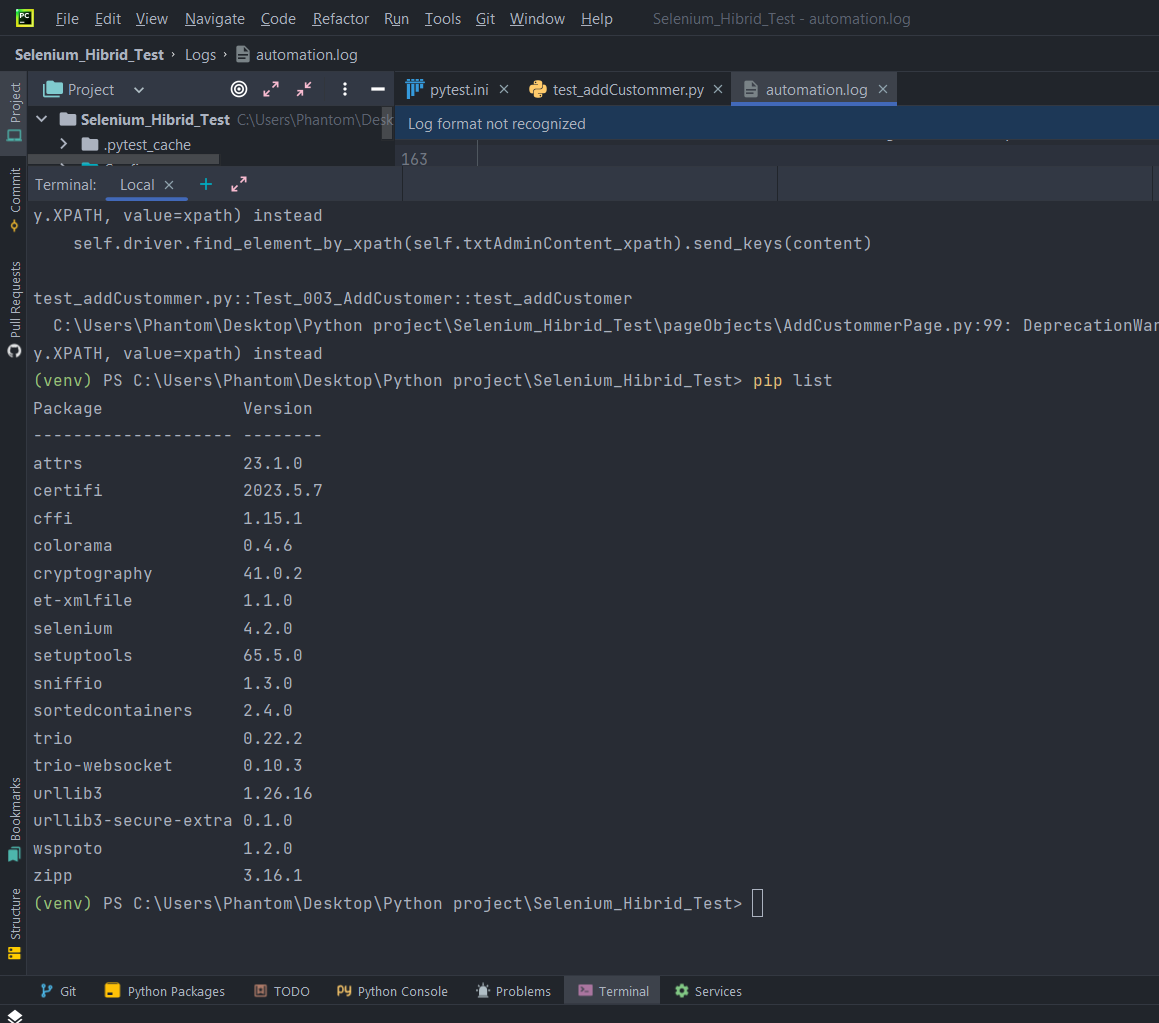 PC
File Edit View Navigate Code Refactor Run Tools Git Window Help Selenium_Hibrid_Test - automation.log
Selenium_Hibrid_Test › Logs › automation.log
Project
Project pytest.ini × test_addCustommer.py × automation.log ×
Selenium_Hibrid_Test C:\Users\Phantom\Desk
Log format not recognized
.pytest_cache
163
Terminal: Local × +
y.XPATH, value=xpath) instead
self.driver.find_element_by_xpath(self.txtAdminContent_xpath).send_keys(content)
test_addCustommer.py::Test_003_AddCustomer::test_addCustomer
C:\Users\Phantom\Desktop\Python project\Selenium_Hibrid_Test\pageObjects\AddCustommerPage.py:99: DeprecationWar
y.XPATH, value=xpath) instead
(venv) PS C:\Users\Phantom\Desktop\Python project\Selenium_Hibrid_Test> pip list
Package Version
-------------------- --------
attrs 23.1.0
certifi 2023.5.7
cffi 1.15.1
colorama 0.4.6
cryptography 41.0.2
et-xmlfile 1.1.0
selenium 4.2.0
setuptools 65.5.0
sniffio 1.3.0
sortedcontainers 2.4.0
trio 0.22.2
trio-websocket 0.10.3
urllib3 1.26.16
urllib3-secure-extra 0.1.0
wsproto 1.2.0
zipp 3.16.1
(venv) PS C:\Users\Phantom\Desktop\Python project\Selenium_Hibrid_Test>
Commit
Pull Requests
Bookmarks
Structure
Git Python Packages TODO Python Console Problems Terminal Services